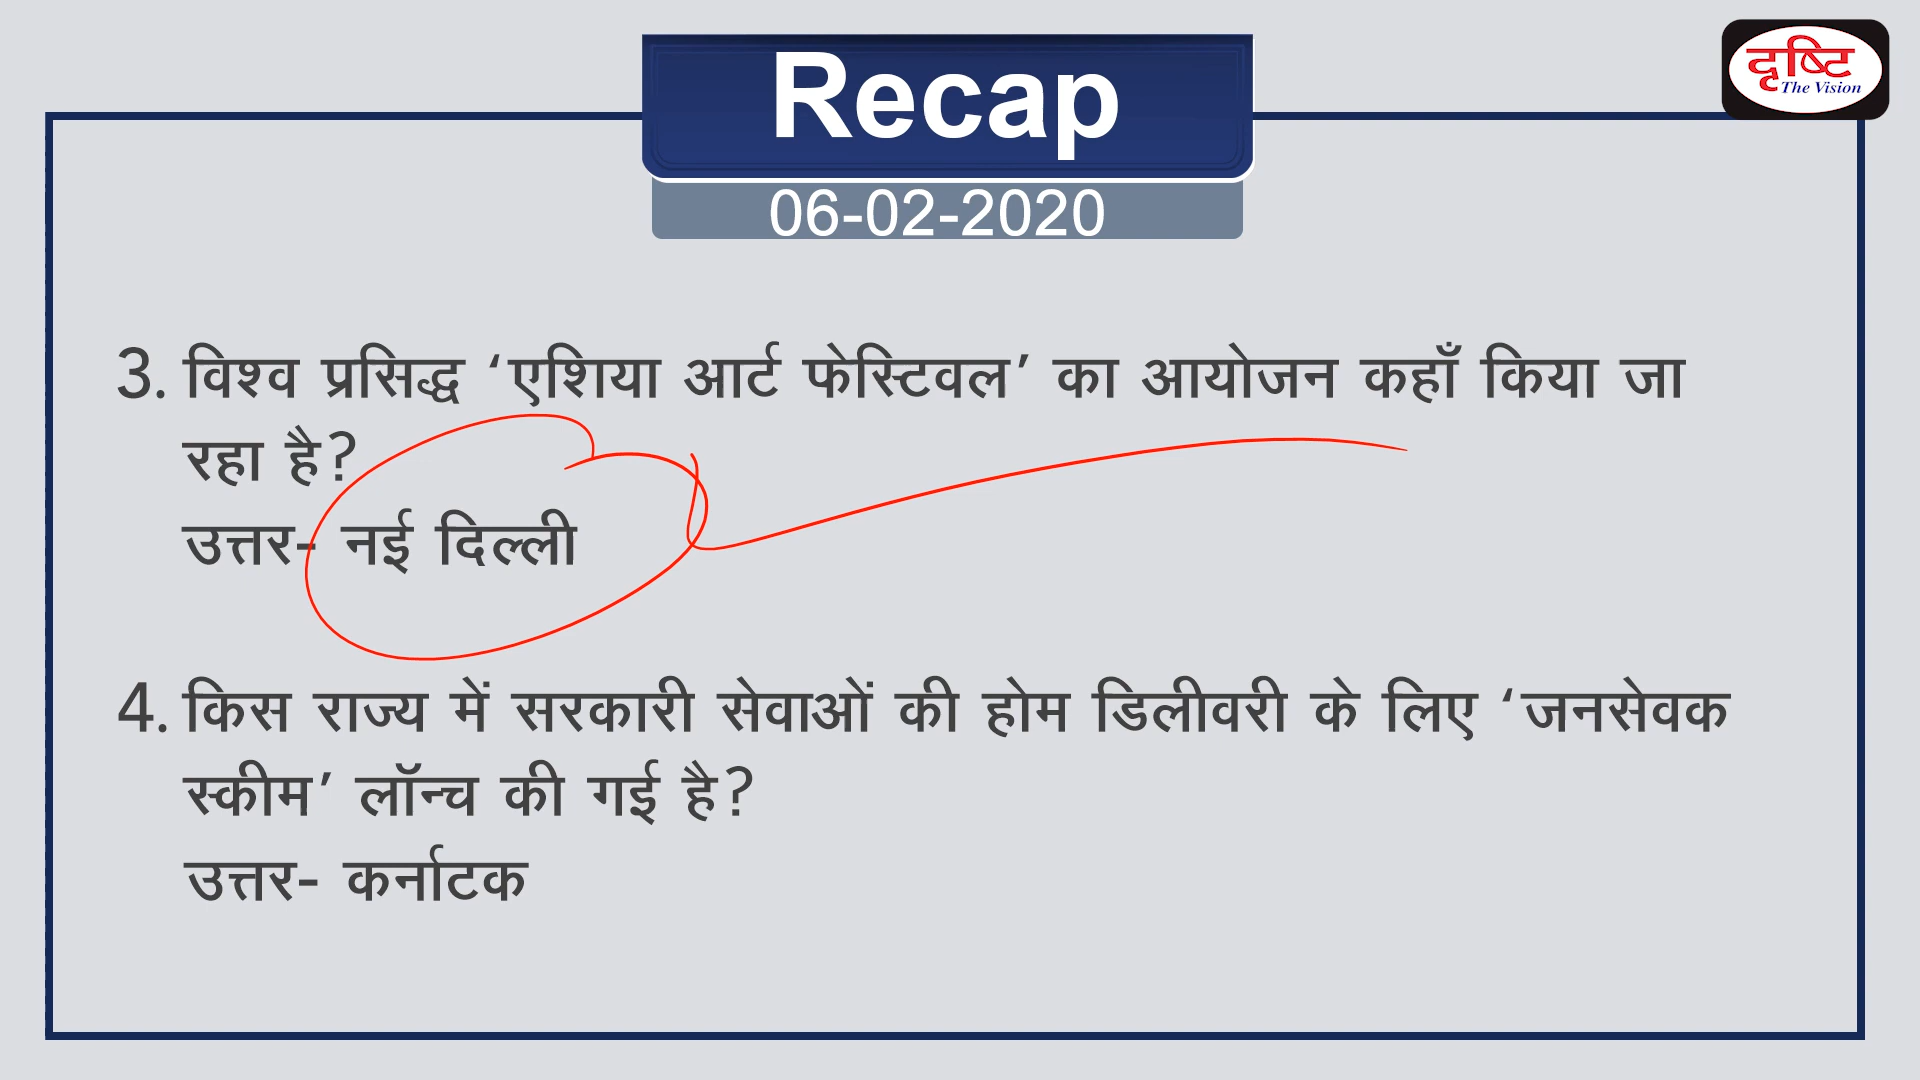 Recap
दृष्टि
The Vision
06-02-2020
3. विश्व प्रसिद्ध ‘एशिया आर्ट फेस्टिवल’ का आयोजन कहाँ किया जा
रहा है?
उत्तर- नई दिल्ली
4. किस राज्य में सरकारी सेवाओं की होम डिलीवरी के लिए ‘जनसेवक
स्कीम’ लॉन्च की गई है?
उत्तर- कर्नाटक